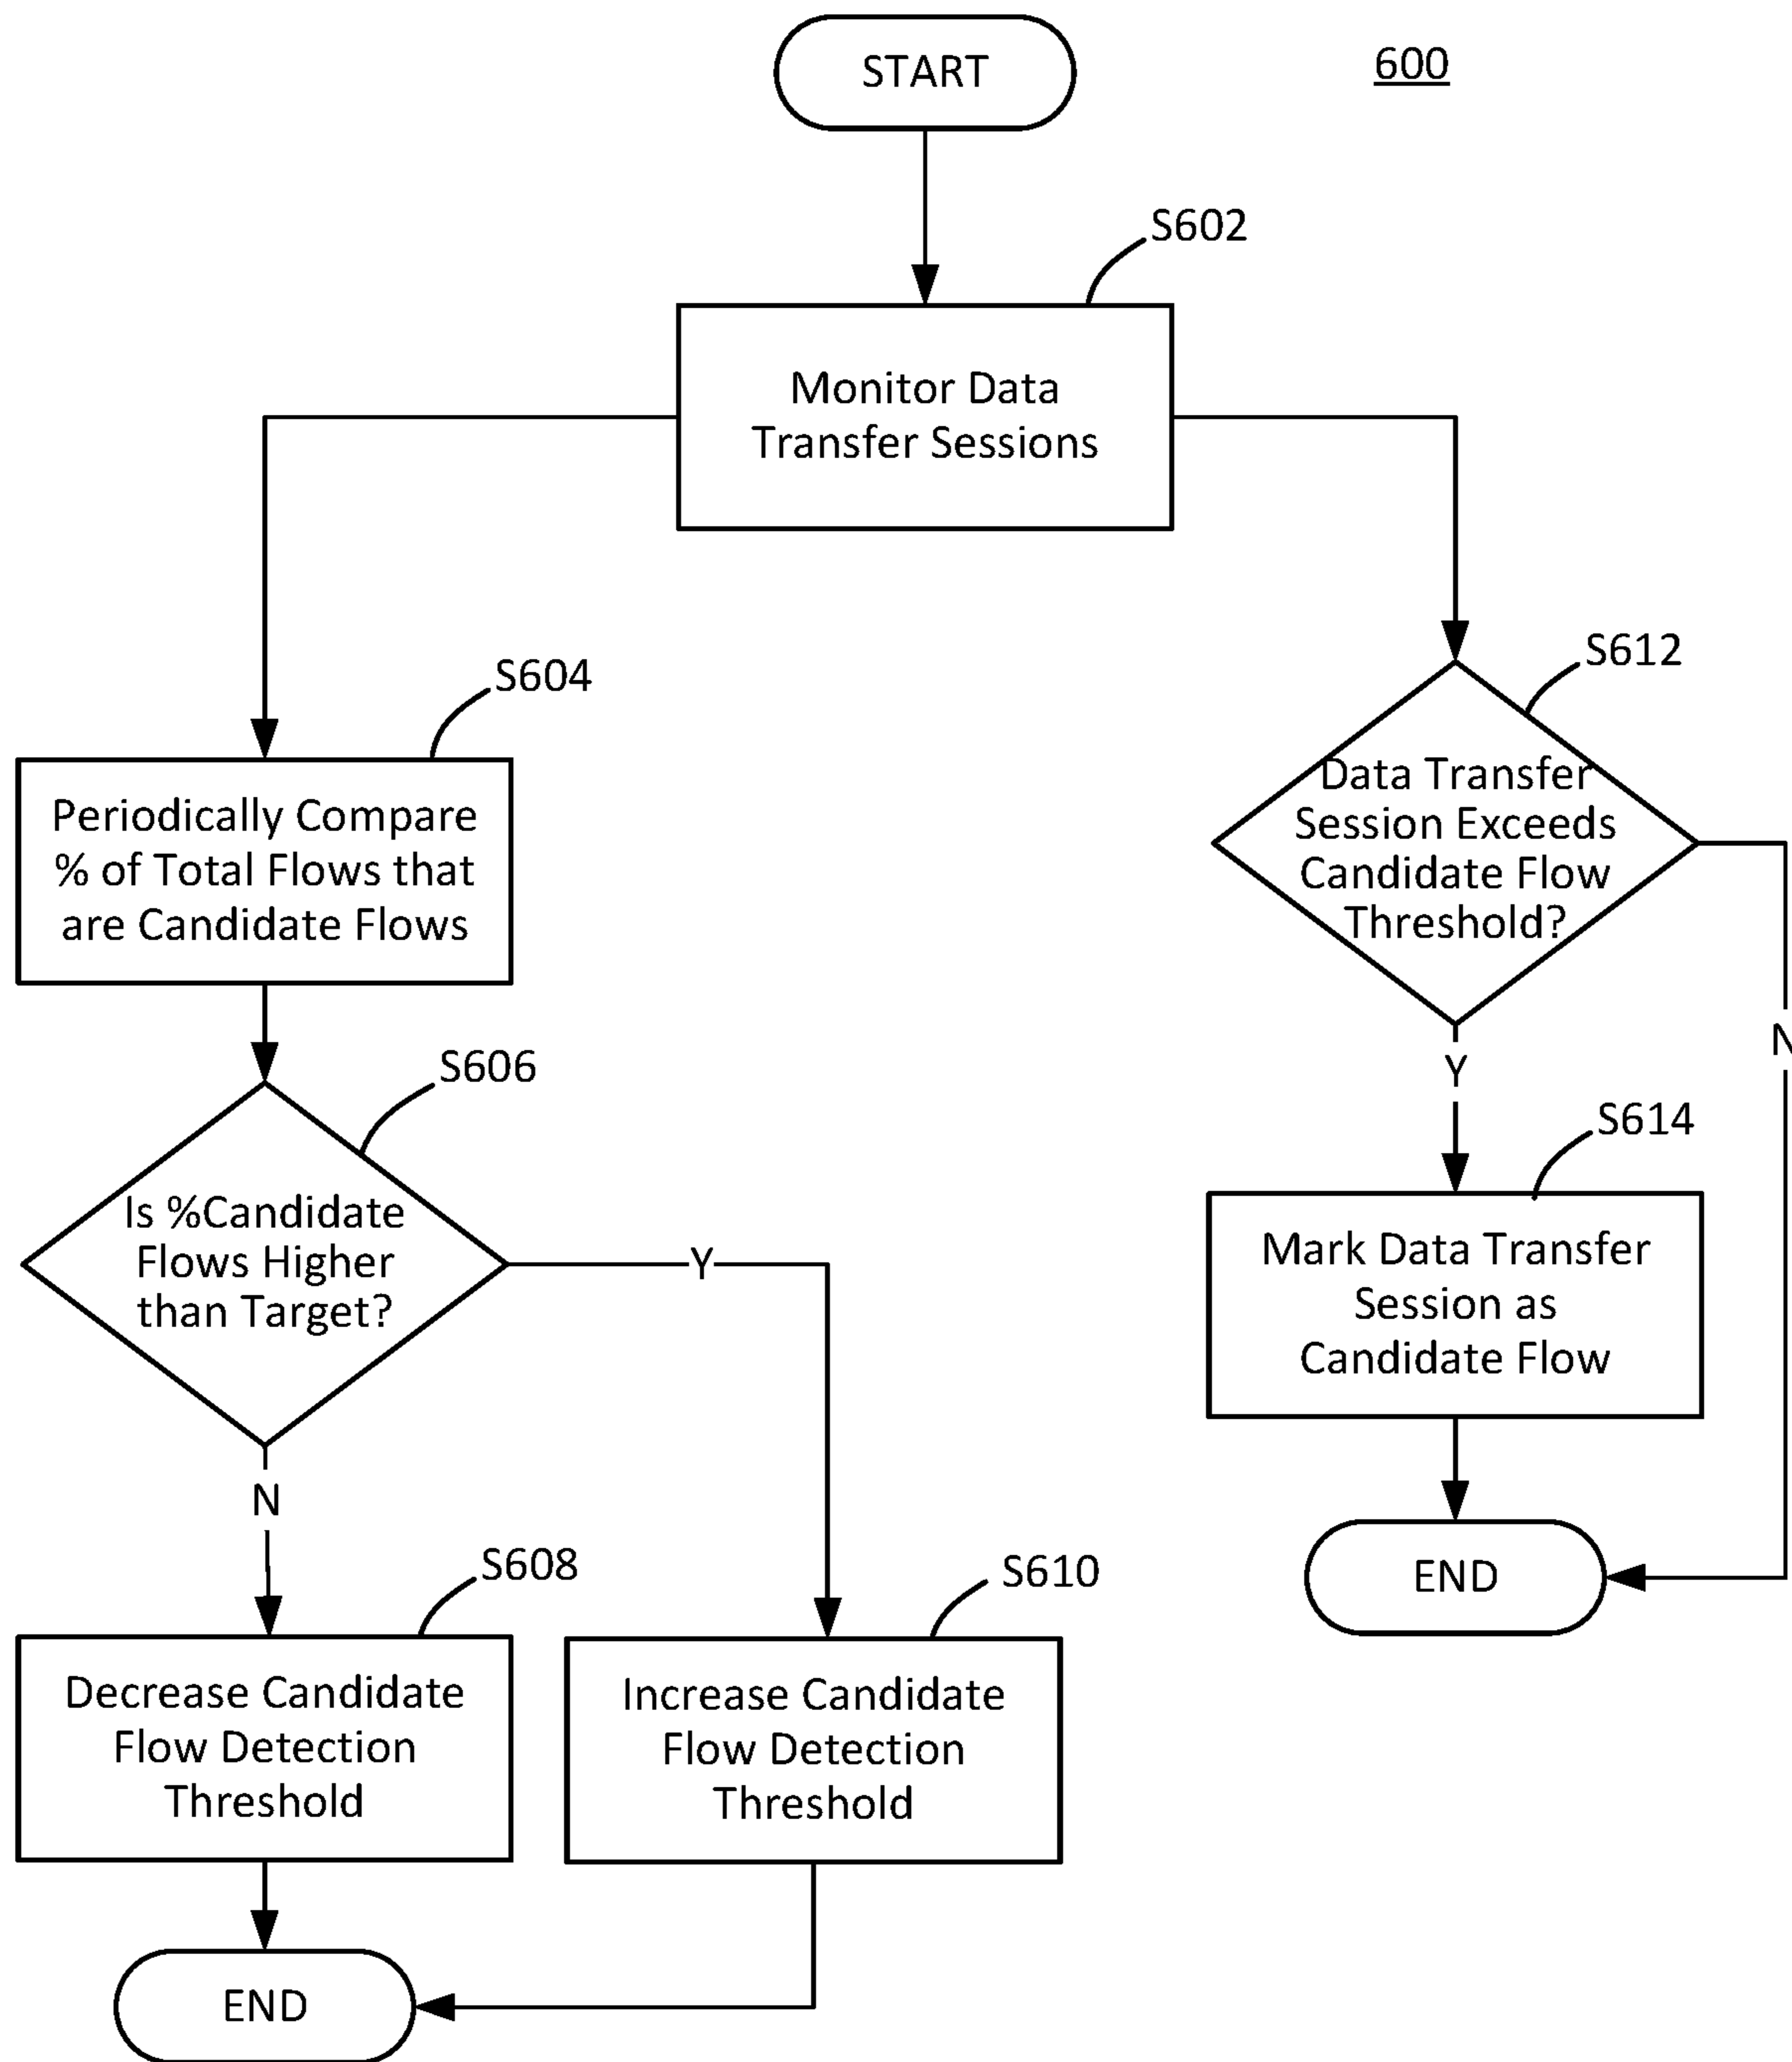 START
600
S602
Monitor Data
Transfer Sessions
S604
Periodically Compare
% of Total Flows that
are Candidate Flows
S606
Is %Candidate
Flows Higher
than Target?
Y
N
S608
Decrease Candidate
Flow Detection
Threshold
S610
Increase Candidate
Flow Detection
Threshold
END
S612
Data Transfer
Session Exceeds
Candidate Flow
Threshold?
N
Y
S614
Mark Data Transfer
Session as
Candidate Flow
END